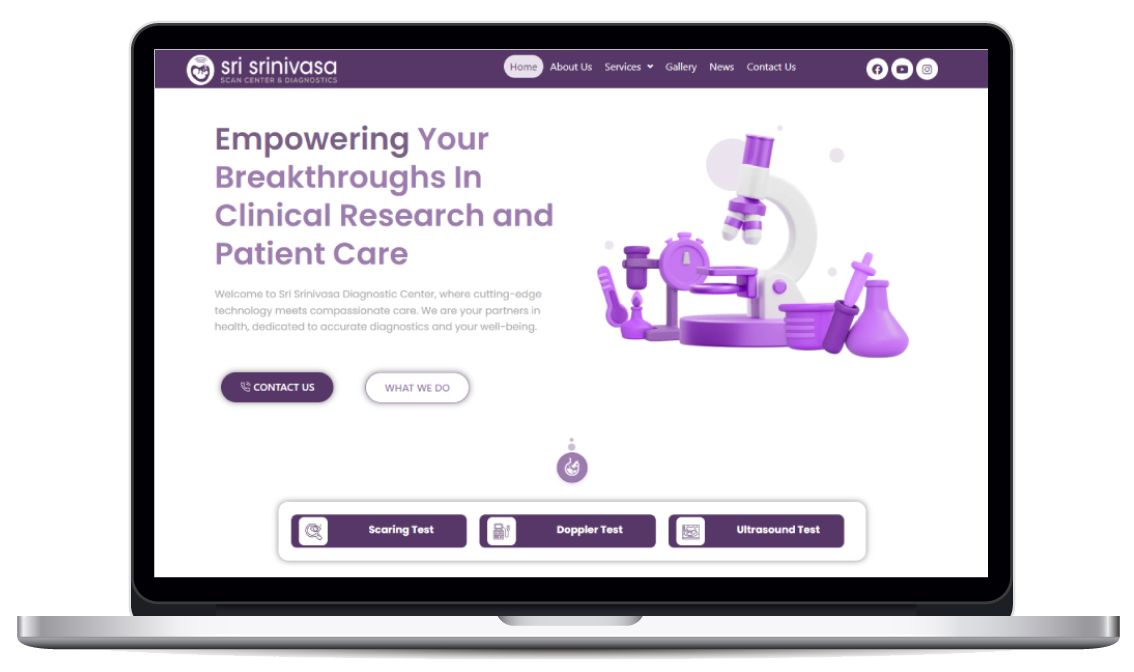 sri srinivasa
SCAN CENTER & DIAGNOSTICS
Home About Us Services Gallery News Contact Us
Empowering Your
Breakthroughs In
Clinical Research and
Patient Care
Welcome to Sri Srinivasa Diagnostic Center, where cutting-edge
technology meets compassionate care. We are your partners in
health, dedicated to accurate diagnostics and your well-being.
CONTACT US WHAT WE DO
Scaring Test Doppler Test Ultrasound Test